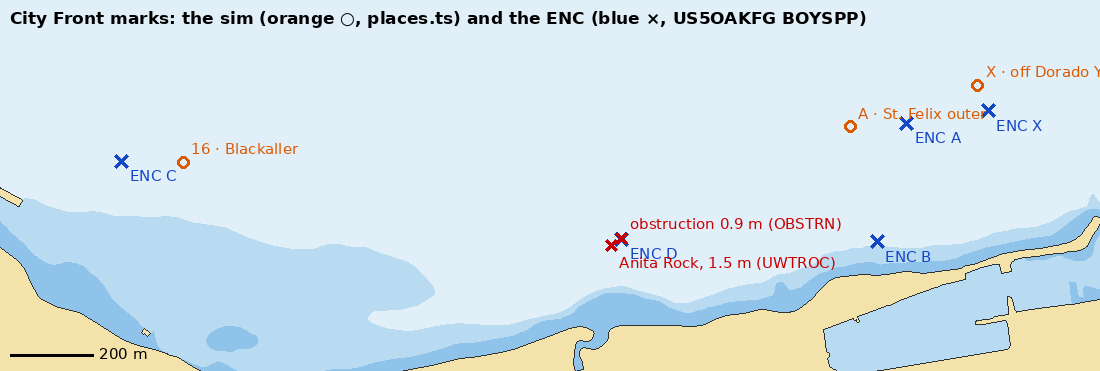 City Front marks: the sim (orange ○, places.ts) and the ENC (blue ×, US5OAKFG BOYSPP)
X · off Dorado Y
A · St. Felix outer
ENC X
ENC A
16 · Blackaller
ENC C
obstruction 0.9 m (OBSTRN)
ENC D
ENC B
Anita Rock, 1.5 m (UWTROC)
200 m